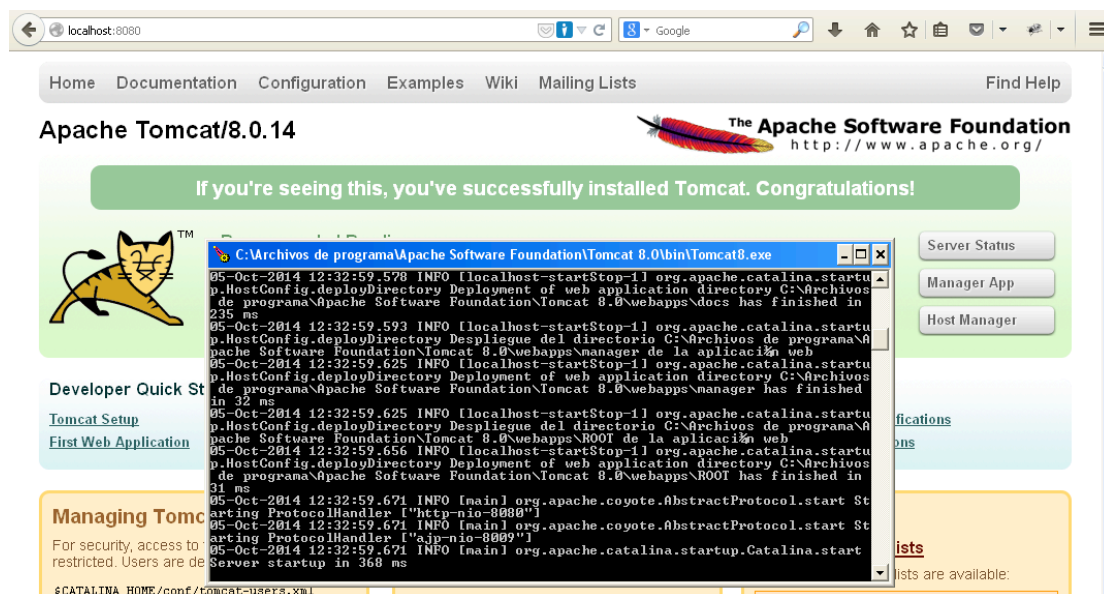 localhost:8080
Google
Home Documentation Configuration Examples Wiki Mailing Lists Find Help
Apache Tomcat/8.0.14
The Apache Software Foundation
http://www.apache.org/
If you're seeing this, you've successfully installed Tomcat. Congratulations!
TM
Server Status
Manager App
Host Manager
C:\Archivos de programa\Apache Software Foundation\Tomcat 8.0\bin\Tomcat8.exe
05-Oct-2014 12:32:59.578 INFO [localhost-startStop-1] org.apache.catalina.startu
p.HostConfig.deployDirectory Deployment of web application directory C:\Archivos
de programa\Apache Software Foundation\Tomcat 8.0\webapps\docs has finished in
235 ms
05-Oct-2014 12:32:59.593 INFO [localhost-startStop-1] org.apache.catalina.startu
p.HostConfig.deployDirectory Despliegue del directorio C:\Archivos de programa\A
pache Software Foundation\Tomcat 8.0\webapps\manager de la aplicaci¾n web
05-Oct-2014 12:32:59.625 INFO [localhost-startStop-1] org.apache.catalina.startu
p.HostConfig.deployDirectory Deployment of web application directory C:\Archivos
de programa\Apache Software Foundation\Tomcat 8.0\webapps\manager has finished
in 32 ms
05-Oct-2014 12:32:59.625 INFO [localhost-startStop-1] org.apache.catalina.startu
p.HostConfig.deployDirectory Despliegue del directorio C:\Archivos de programa\A
pache Software Foundation\Tomcat 8.0\webapps\ROOT de la aplicaci¾n web
05-Oct-2014 12:32:59.656 INFO [localhost-startStop-1] org.apache.catalina.startu
p.HostConfig.deployDirectory Deployment of web application directory C:\Archivos
de programa\Apache Software Foundation\Tomcat 8.0\webapps\ROOT has finished in
31 ms
05-Oct-2014 12:32:59.671 INFO [main] org.apache.coyote.AbstractProtocol.start St
arting ProtocolHandler ["http-nio-8080"]
05-Oct-2014 12:32:59.671 INFO [main] org.apache.coyote.AbstractProtocol.start St
arting ProtocolHandler ["ajp-nio-8009"]
05-Oct-2014 12:32:59.671 INFO [main] org.apache.catalina.startup.Catalina.start
Server startup in 368 ms
Developer Quick St
Tomcat Setup
First Web Application
fications
ons
Managing Tomc
For security, access to
restricted. Users are de
$CATALINA_HOME/conf/tomcat-users.xml
ists
lists are available: